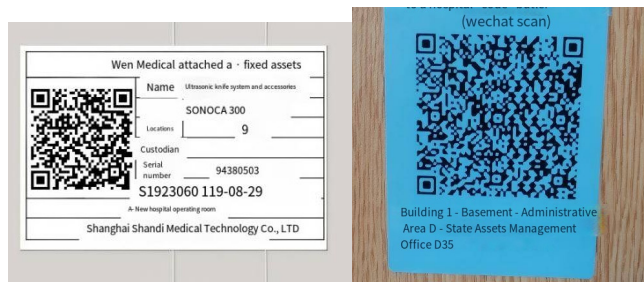 Wen Medical attached a · fixed assets
Name Ultrasonic knife system and accessories
SONOCA 300
Locations 9
Custodian
Serial number 94380503
S1923060 119-08-29
A- New hospital operating room
Shanghai Shandi Medical Technology Co., LTD
(wechat scan)
Building 1 - Basement - Administrative
Area D - State Assets Management
Office D35